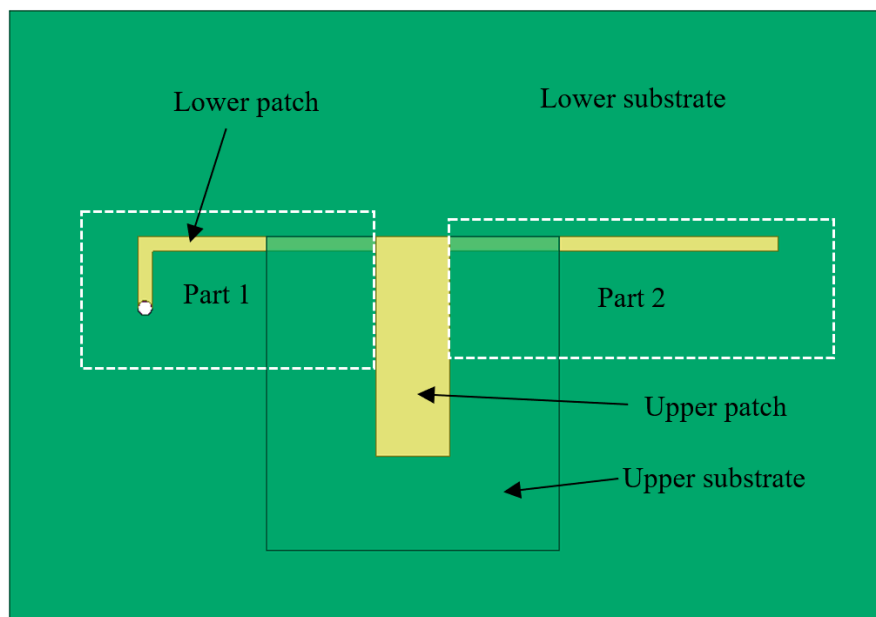 Lower patch
Lower substrate
Part 1
Part 2
Upper patch
Upper substrate